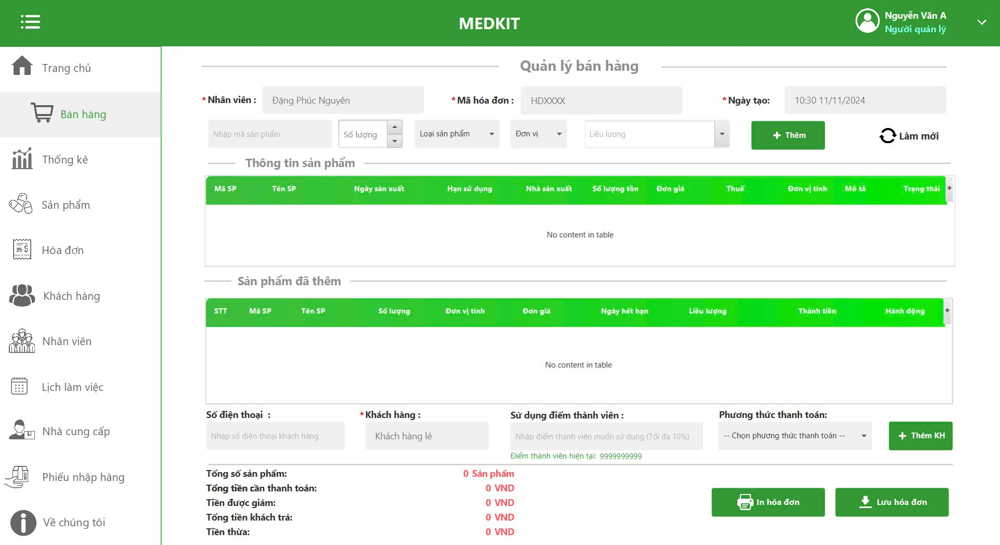 MEDKIT
Nguyễn Văn A
Người quản lý
Trang chủ
Bán hàng
Thống kê
Sản phẩm
Hóa đơn
Khách hàng
Nhân viên
Lịch làm việc
Nhà cung cấp
Phiếu nhập hàng
Về chúng tôi
Quản lý bán hàng
*Nhân viên : Đặng Phúc Nguyên *Mã hóa đơn : HDXXXX *Ngày tạo: 10:30 11/11/2024
Nhập mã sản phẩm Số lượng Loại sản phẩm Đơn vị Liều lượng + Thêm Làm mới
Thông tin sản phẩm
Mã SP Tên SP Ngày sản xuất Hạn sử dụng Nhà sản xuất Số lượng tồn Đơn giá Thuế Đơn vị tính Mô tả Trạng thái +
No content in table
Sản phẩm đã thêm
STT Mã SP Tên SP Số lượng Đơn vị tính Đơn giá Ngày hết hạn Liều lượng Thành tiền Hành động +
No content in table
Số điện thoại : *Khách hàng : Sử dụng điểm thành viên : Phương thức thanh toán:
Nhập số điện thoại khách hàng Khách hàng lẻ Nhập điểm thành viên muốn sử dụng (Tối đa 10%) -- Chọn phương thức thanh toán -- + Thêm KH
Điểm thành viên hiện tại: 9999999999
Tổng số sản phẩm: 0 Sản phẩm
Tổng tiền cần thanh toán: 0 VND
Tiền được giảm: 0 VND
Tổng tiền khách trả: 0 VND
Tiền thừa: 0 VND
In hóa đơn Lưu hóa đơn